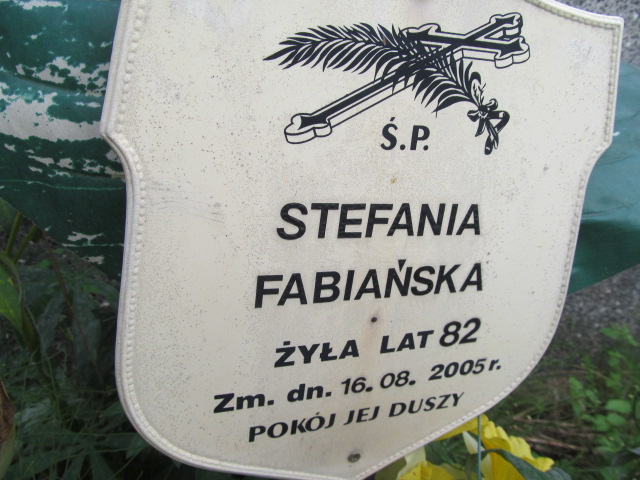 Ś.P.
STEFANIA
FABIAŃSKA
ŻYŁA LAT 82
Zm. dn. 16. 08. 2005 r.
POKÓJ JEJ DUSZY